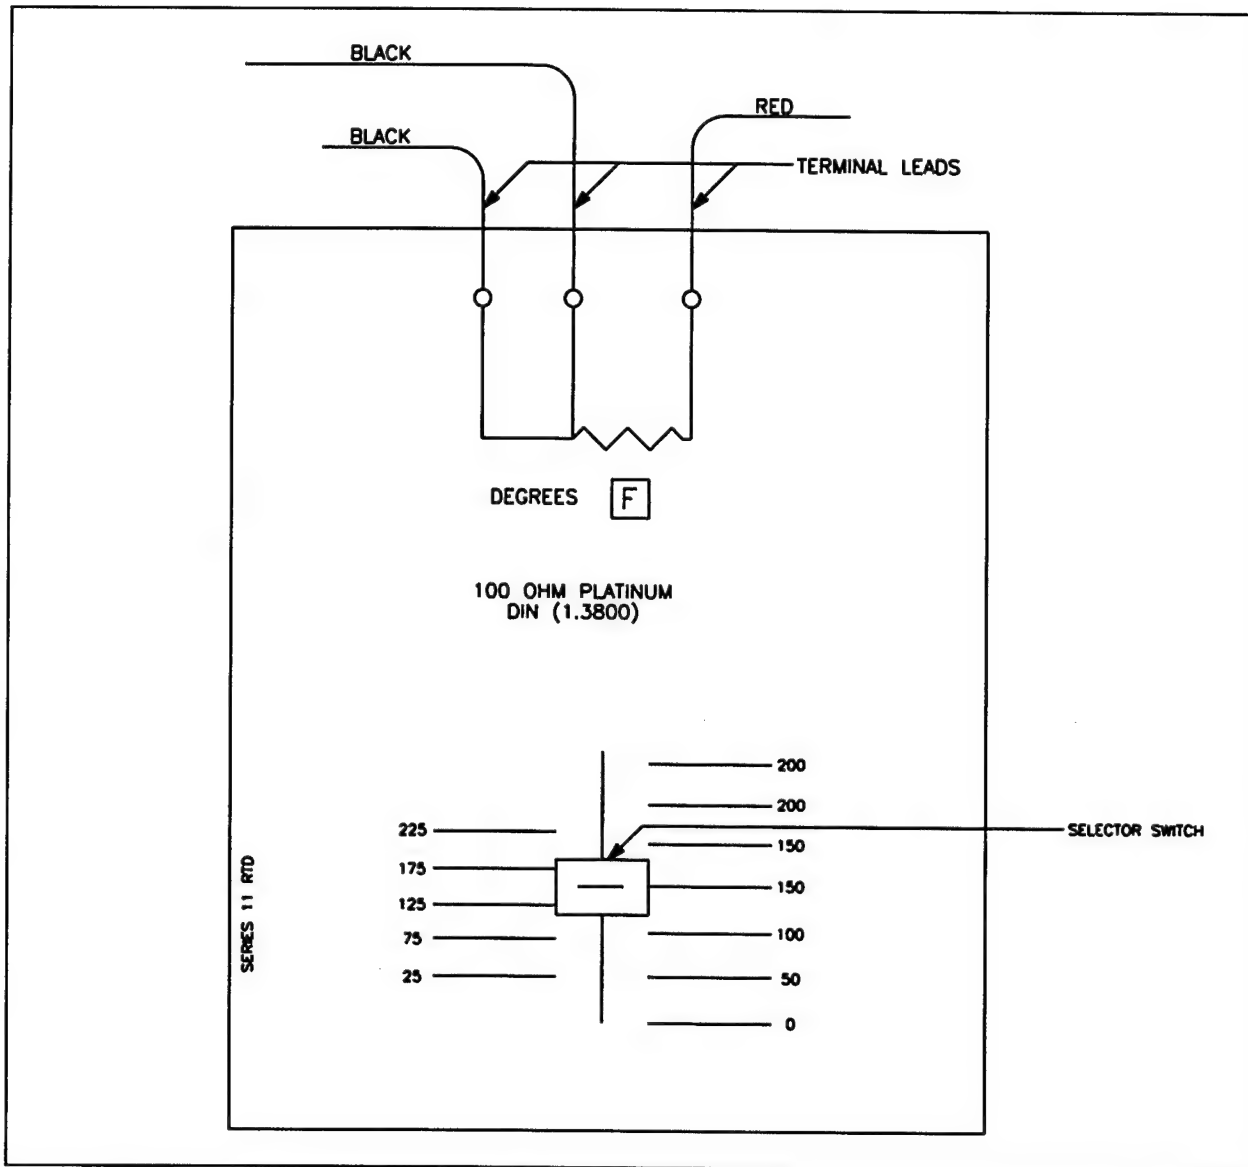 BLACK
RED
BLACK
TERMINAL LEADS
DEGREES F
100 OHM PLATINUM
DIN (1.3800)
200
200
225
SELECTOR SWITCH
150
175
150
125
100
75
50
25
0
SERIES 11 RTD